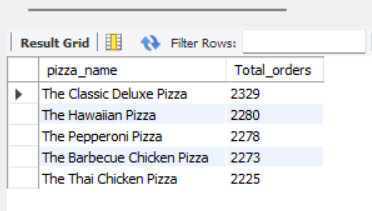 Result Grid Filter Rows:
pizza_name Total_orders
The Classic Deluxe Pizza 2329
The Hawaiian Pizza 2280
The Pepperoni Pizza 2278
The Barbecue Chicken Pizza 2273
The Thai Chicken Pizza 2225